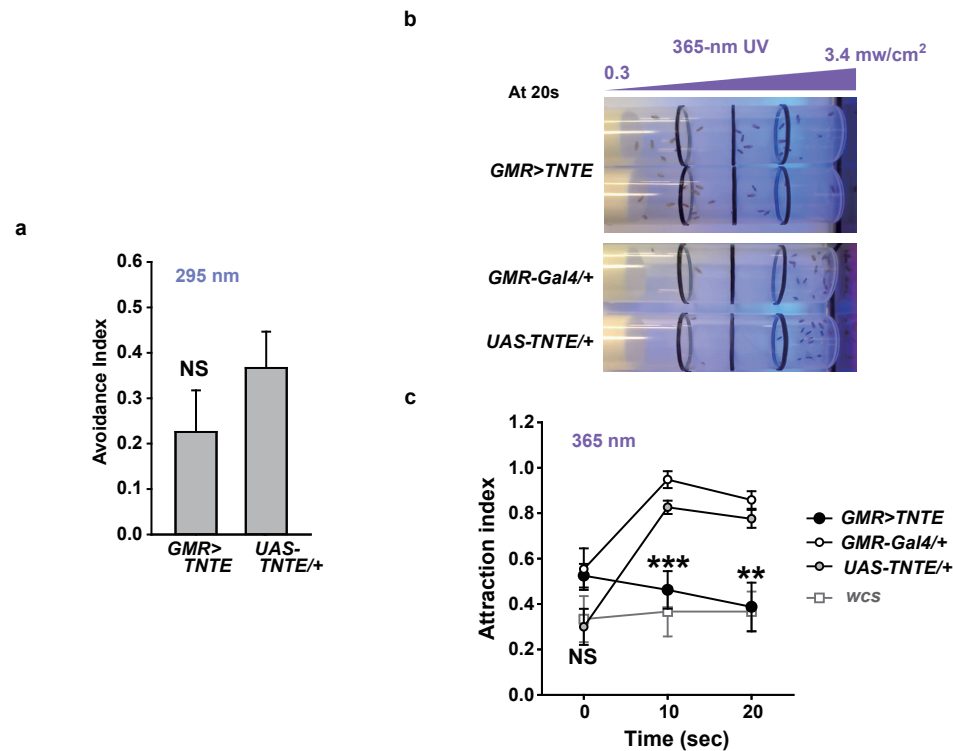 a
295 nm
Avoidance Index
0.6
0.5
0.4
0.3
0.2
0.1
0.0
NS
GMR>
TNTE
UAS-
TNTE/+
b
365-nm UV
0.3
3.4 mw/cm²
At 20s
GMR>TNTE
GMR-Gal4/+
UAS-TNTE/+
c
365 nm
Attraction index
1.2
1.0
0.8
0.6
0.4
0.2
0.0
***
**
NS
0 10 20
Time (sec)
GMR>TNTE
GMR-Gal4/+
UAS-TNTE/+
wcs